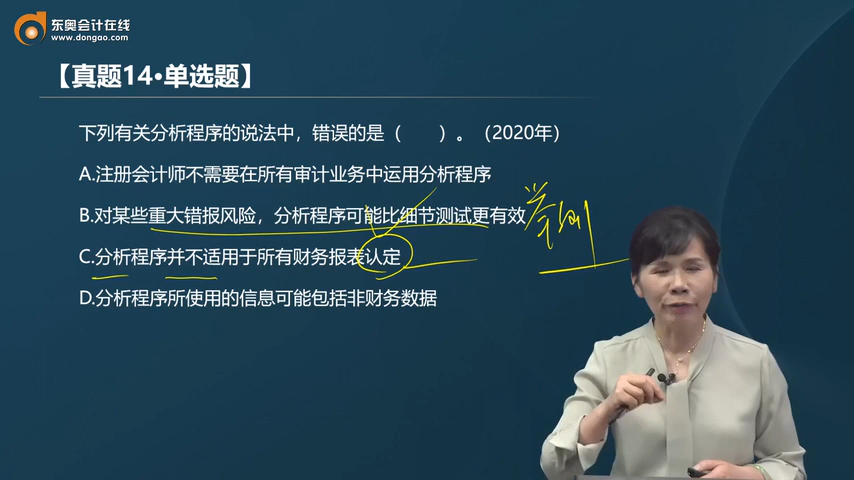 东奥会计在线
www.dongao.com
【真题14•单选题】
下列有关分析程序的说法中，错误的是（　　）。（2020年）
A.注册会计师不需要在所有审计业务中运用分析程序
B.对某些重大错报风险，分析程序可能比细节测试更有效
C.分析程序并不适用于所有财务报表认定
D.分析程序所使用的信息可能包括非财务数据
举例